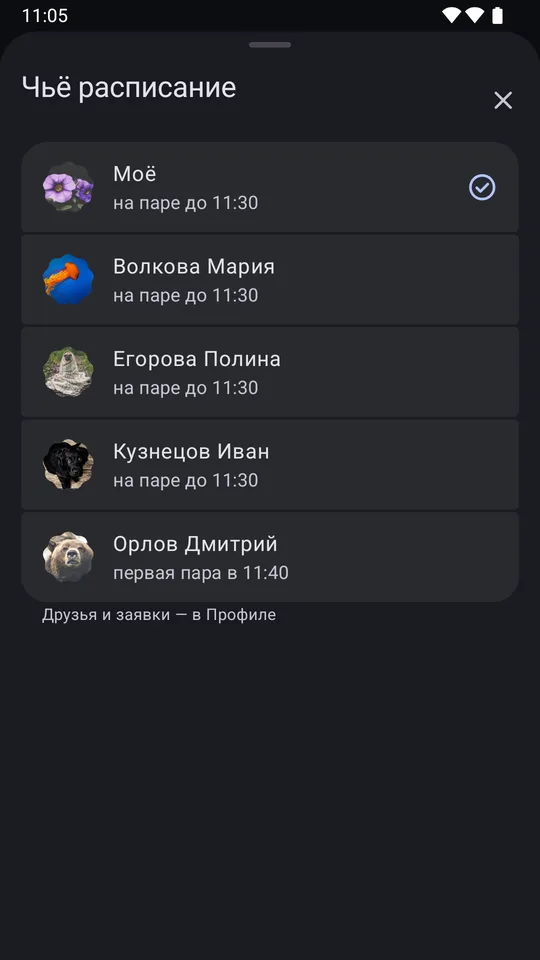 11:05
Чьё расписание
Моё
на паре до 11:30
Волкова Мария
на паре до 11:30
Егорова Полина
на паре до 11:30
Кузнецов Иван
на паре до 11:30
Орлов Дмитрий
первая пара в 11:40
Друзья и заявки — в Профиле